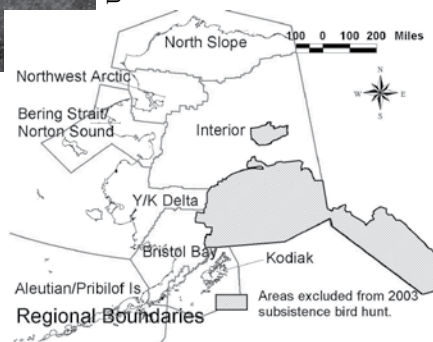 North Slope
100 0 100 200 Miles
Northwest Arctic
N
W E
S
Bering Strait/
Norton Sound
Interior
Y/K Delta
Bristol Bay
Kodiak
Aleutian/Pribilof Is
Areas excluded from 2003
subsistence bird hunt.
Regional Boundaries